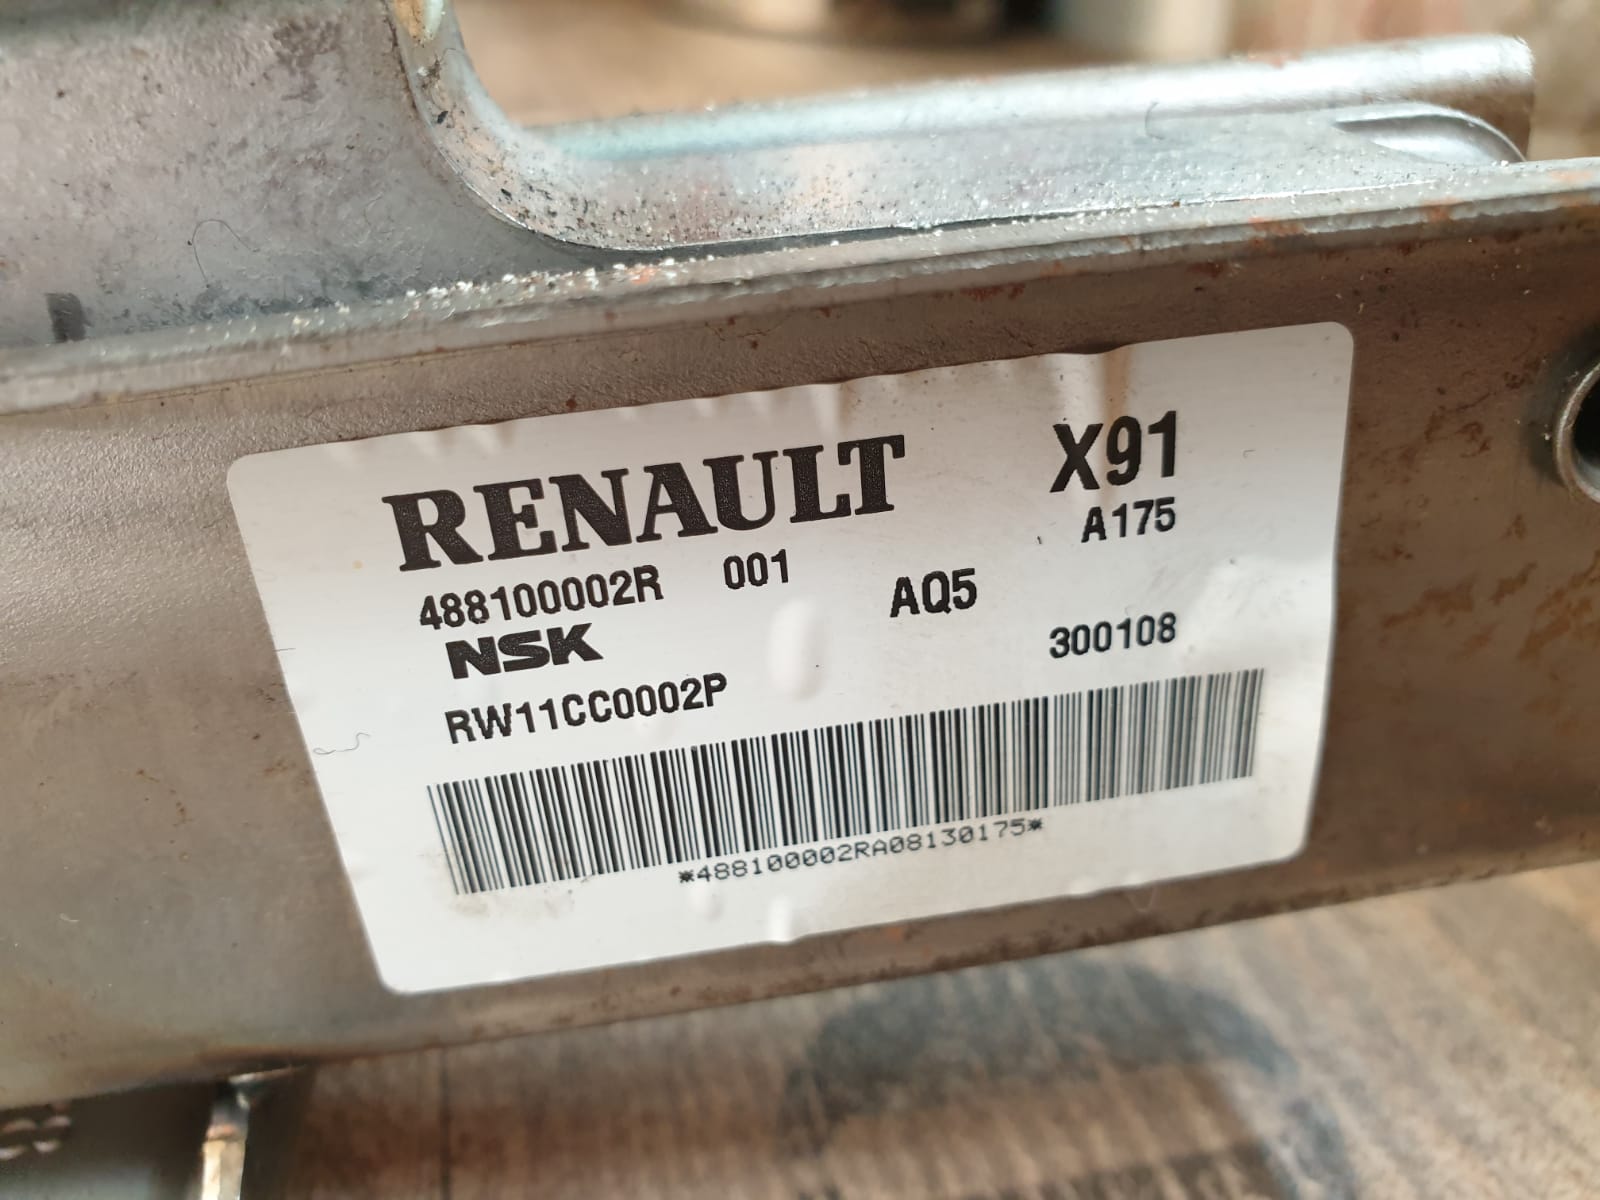 RENAULT X91
A175
488100002R 001
AQ5
NSK
300108
RW11CC0002P
*488100002RA08130175*